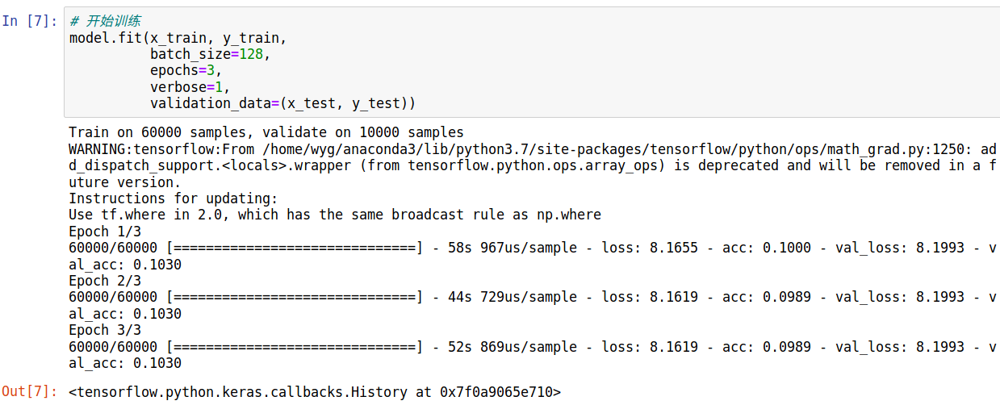 In [7]: # 开始训练
model.fit(x_train, y_train,
batch_size=128,
epochs=3,
verbose=1,
validation_data=(x_test, y_test))
Train on 60000 samples, validate on 10000 samples
WARNING:tensorflow:From /home/wyg/anaconda3/lib/python3.7/site-packages/tensorflow/python/ops/math_grad.py:1250: ad
d_dispatch_support.<locals>.wrapper (from tensorflow.python.ops.array_ops) is deprecated and will be removed in a f
uture version.
Instructions for updating:
Use tf.where in 2.0, which has the same broadcast rule as np.where
Epoch 1/3
60000/60000 [==============================] - 58s 967us/sample - loss: 8.1655 - acc: 0.1000 - val_loss: 8.1993 - v
al_acc: 0.1030
Epoch 2/3
60000/60000 [==============================] - 44s 729us/sample - loss: 8.1619 - acc: 0.0989 - val_loss: 8.1993 - v
al_acc: 0.1030
Epoch 3/3
60000/60000 [==============================] - 52s 869us/sample - loss: 8.1619 - acc: 0.0989 - val_loss: 8.1993 - v
al_acc: 0.1030
Out[7]: <tensorflow.python.keras.callbacks.History at 0x7f0a9065e710>